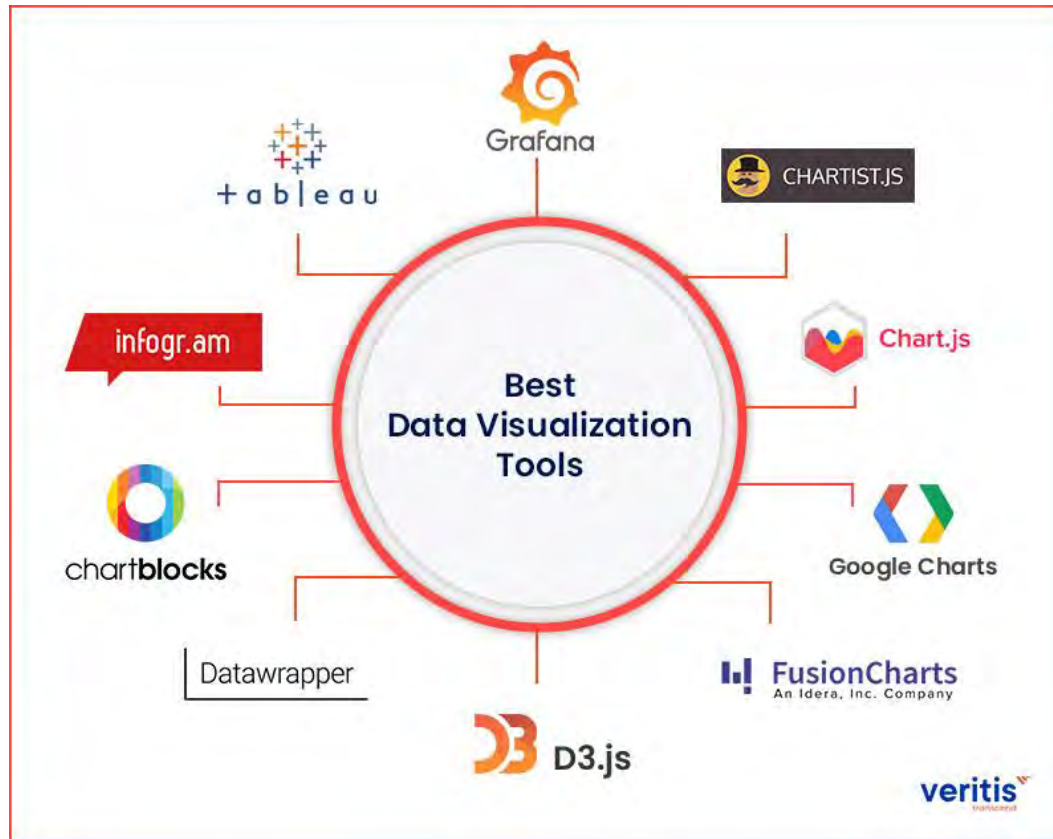 Grafana
tableau
CHARTIST.JS
infogr.am
Chart.js
Best
Data Visualization
Tools
chartblocks
Google Charts
Datawrapper
FusionCharts
An Idera, Inc. Company
D3.js
veritis
transcend